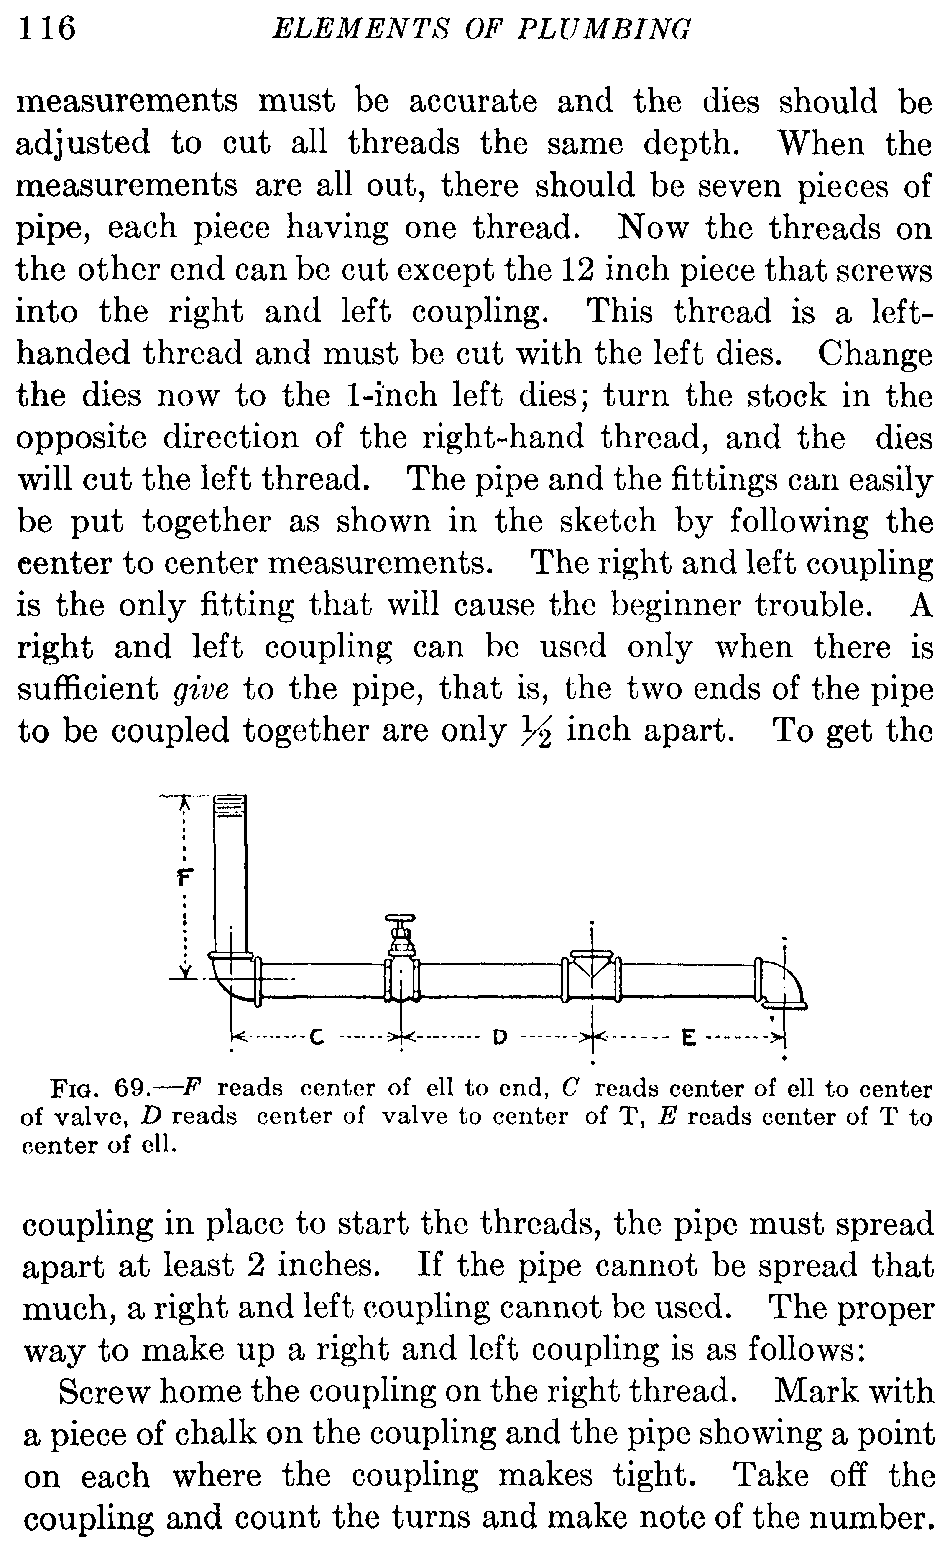 116 ELEMENTS OF PLUMBING
measurements must be accurate and the dies should be
adjusted to cut all threads the same depth. When the
measurements are all out, there should be seven pieces of
pipe, each piece having one thread. Now the threads on
the other end can be cut except the 12 inch piece that screws
into the right and left coupling. This thread is a left-
handed thread and must be cut with the left dies. Change
the dies now to the 1-inch left dies; turn the stock in the
opposite direction of the right-hand thread, and the dies
will cut the left thread. The pipe and the fittings can easily
be put together as shown in the sketch by following the
center to center measurements. The right and left coupling
is the only fitting that will cause the beginner trouble. A
right and left coupling can be used only when there is
sufficient give to the pipe, that is, the two ends of the pipe
to be coupled together are only ½ inch apart. To get the
F
C D E
FIG. 69.—F reads center of ell to end, C reads center of ell to center
of valve, D reads center of valve to center of T, E reads center of T to
center of ell.
coupling in place to start the threads, the pipe must spread
apart at least 2 inches. If the pipe cannot be spread that
much, a right and left coupling cannot be used. The proper
way to make up a right and left coupling is as follows:
Screw home the coupling on the right thread. Mark with
a piece of chalk on the coupling and the pipe showing a point
on each where the coupling makes tight. Take off the
coupling and count the turns and make note of the number.